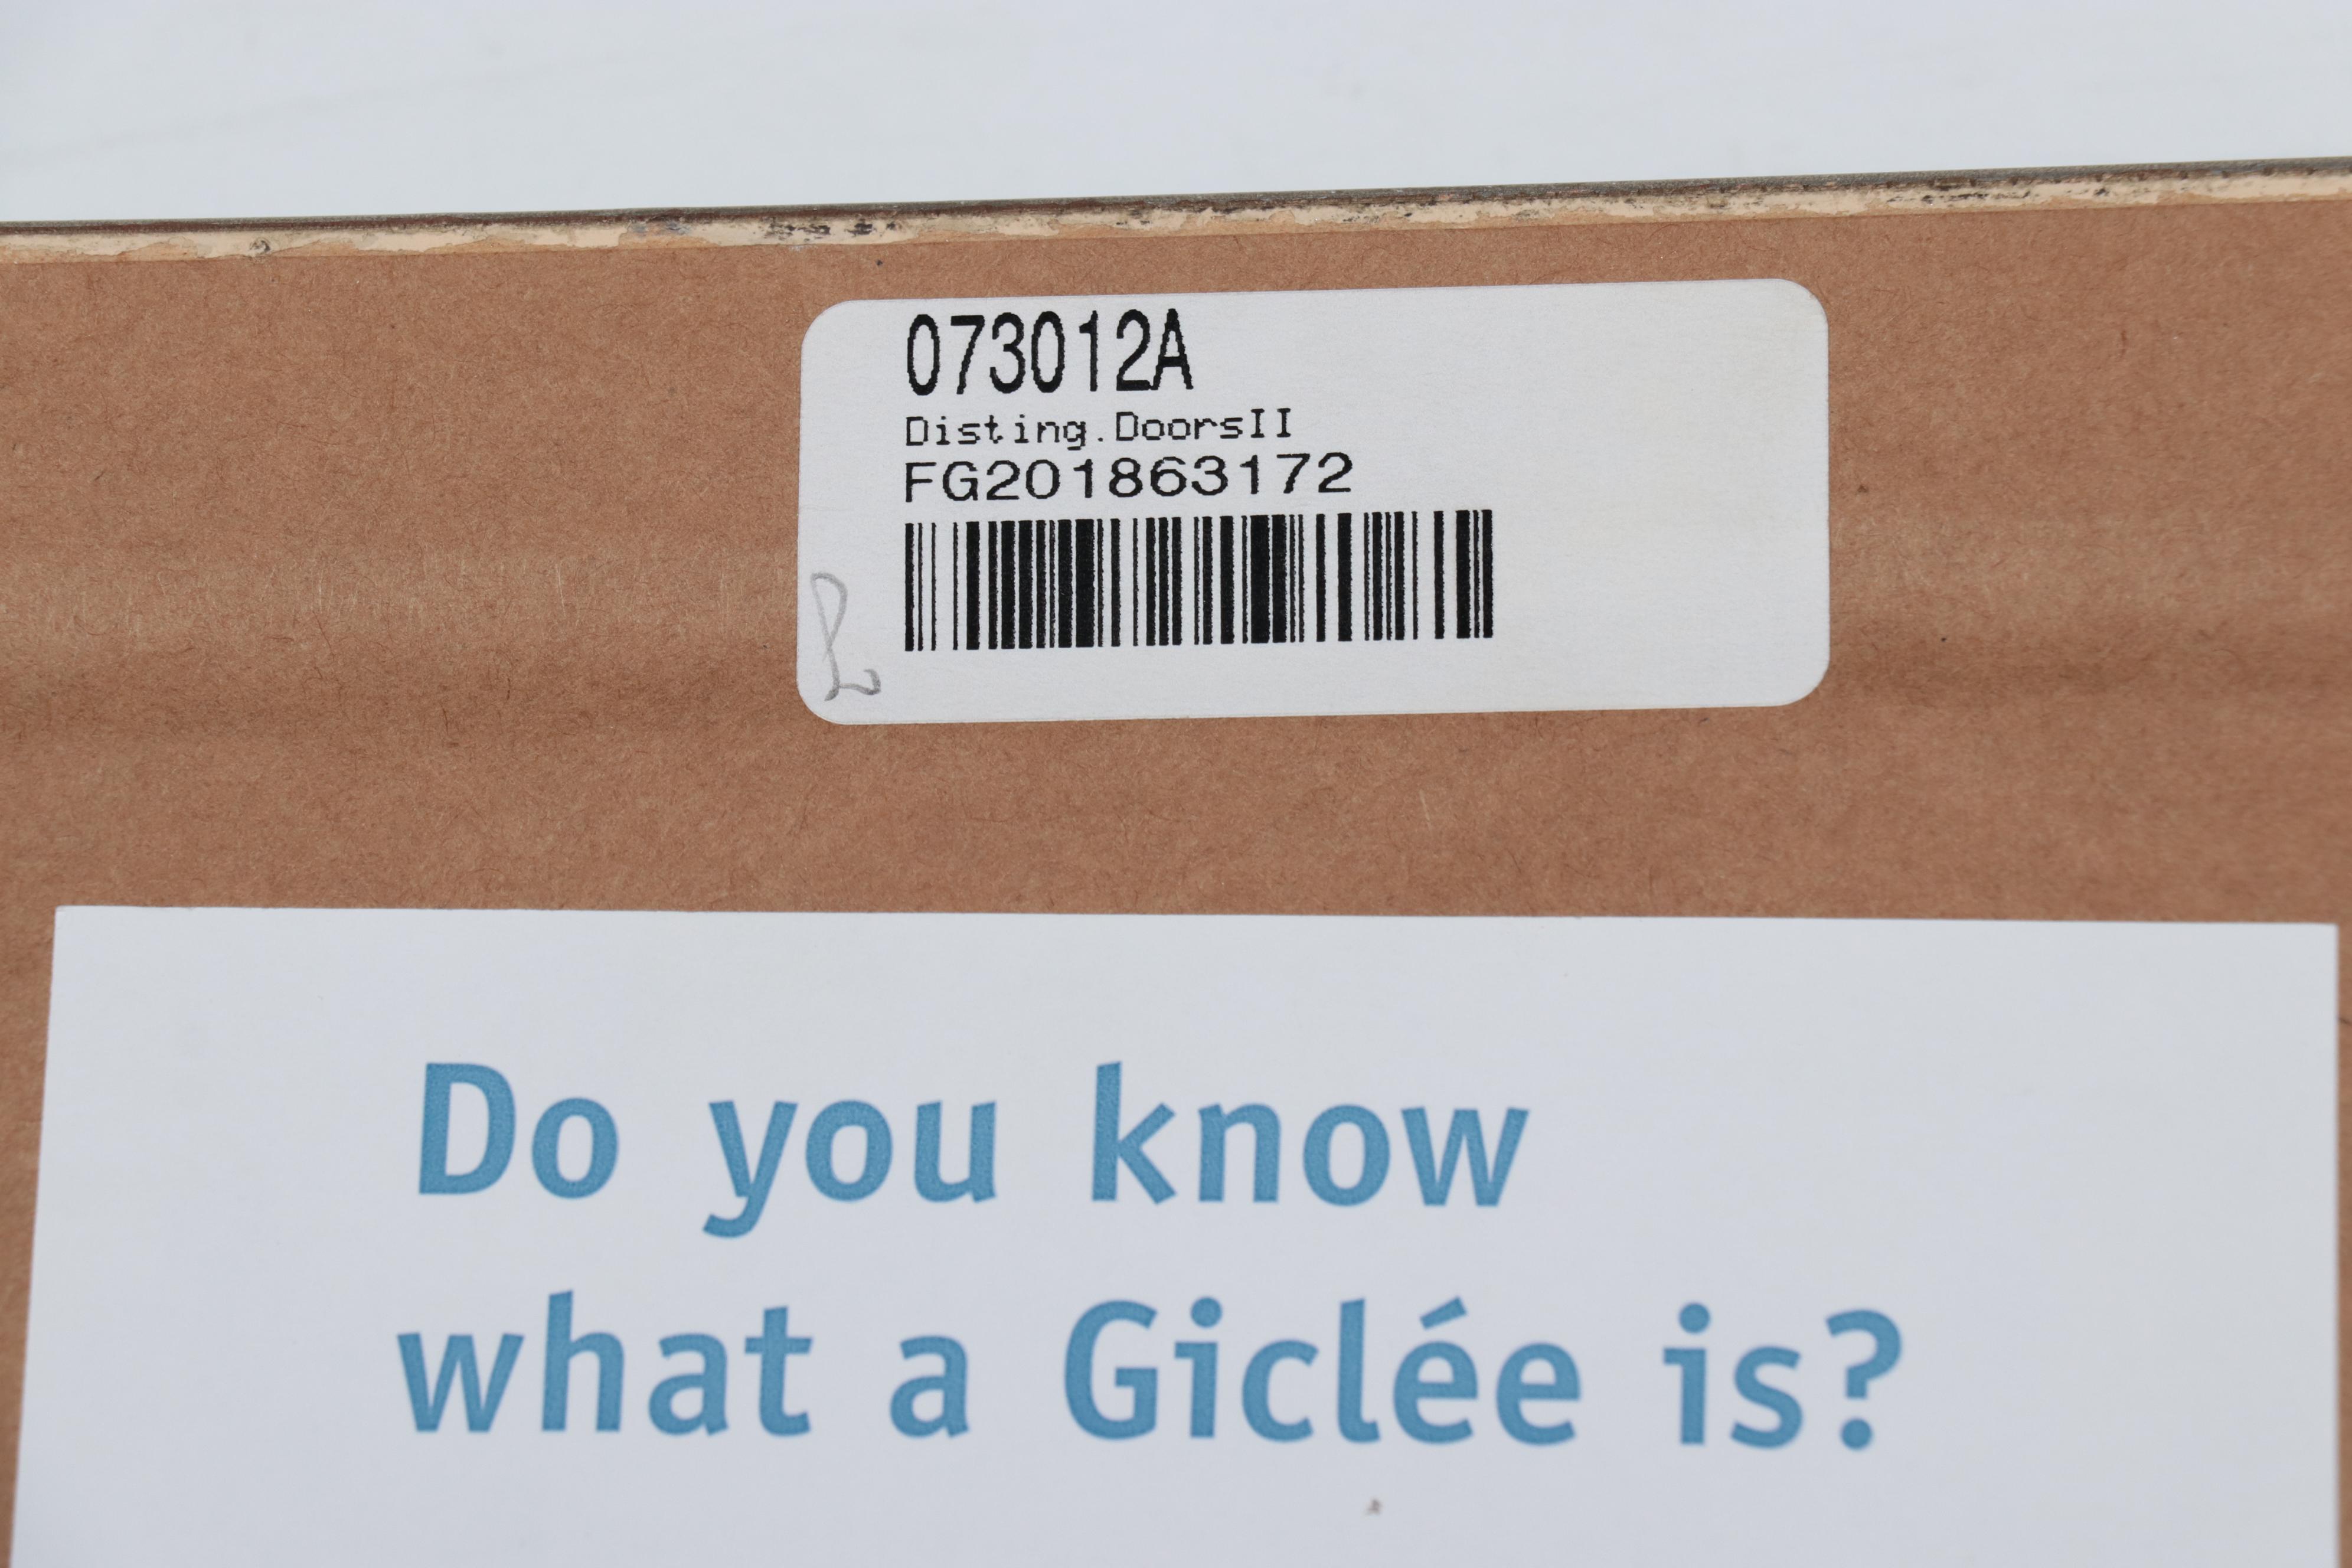 073012A
Disting.DoorsII
FG201863172
Do you know
what a Giclée is?